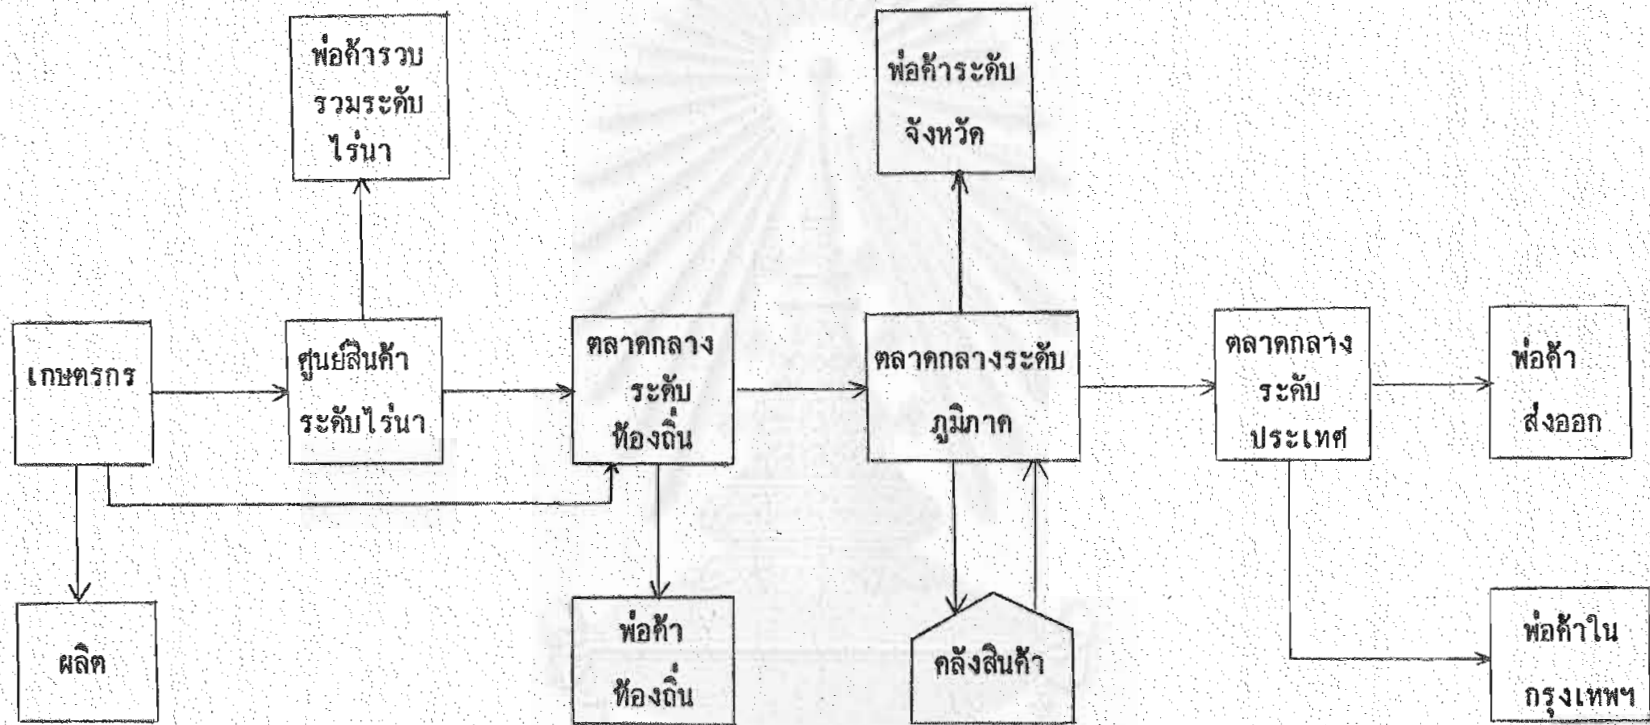 พ่อค้ารวบ
รวมระดับ
ไร่นา
พ่อค้าระดับ
จังหวัด
เกษตรกร
ศูนย์สินค้า
ระดับไร่นา
ตลาดกลาง
ระดับ
ท้องถิ่น
ตลาดกลางระดับ
ภูมิภาค
ตลาดกลาง
ระดับ
ประเทศ
พ่อค้า
ส่งออก
ผลิต
พ่อค้า
ท้องถิ่น
คลังสินค้า
พ่อค้าใน
กรุงเทพฯ